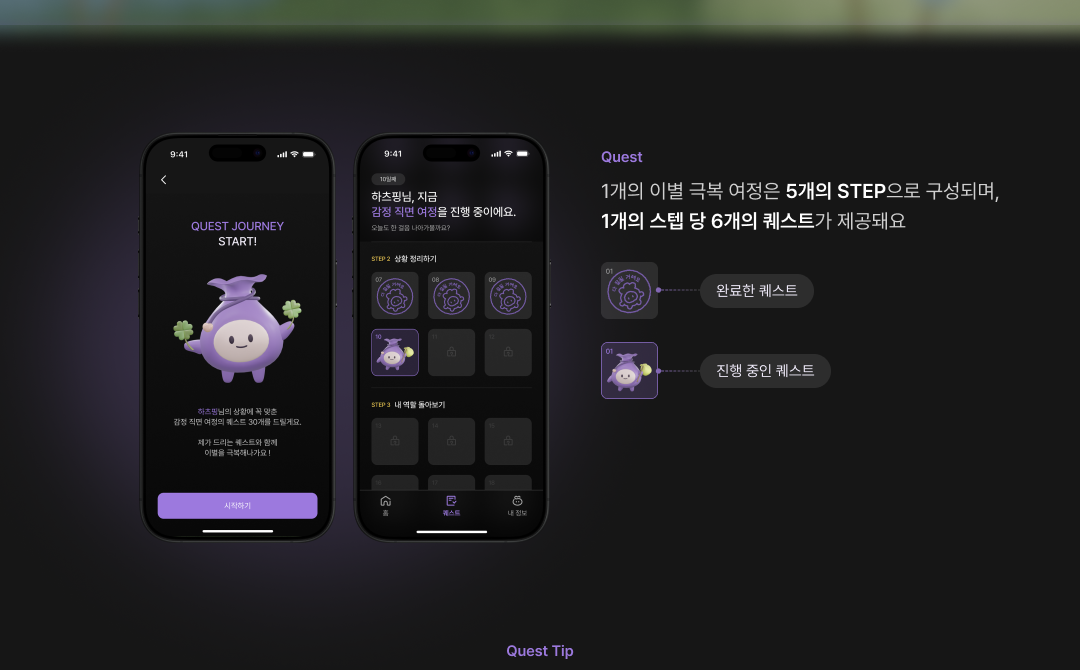 9:41
QUEST JOURNEY
START!
하츠핑님의 상황에 꼭 맞춘
감정 직면 여정의 퀘스트 30개를 드릴게요.
제가 드리는 퀘스트와 함께
이별을 극복해나가요 !
시작하기
9:41
10일째
하츠핑님, 지금
감정 직면 여정을 진행 중이에요.
오늘도 한 걸음 나아가볼까요?
STEP 2 상황 정리하기
07 08 09
10 11 12
STEP 3 내 역할 돌아보기
13 14 15
16 17 18
홈 퀘스트 내 정보
Quest
1개의 이별 극복 여정은 5개의 STEP으로 구성되며,
1개의 스텝 당 6개의 퀘스트가 제공돼요
01
완료한 퀘스트
01
진행 중인 퀘스트
Quest Tip